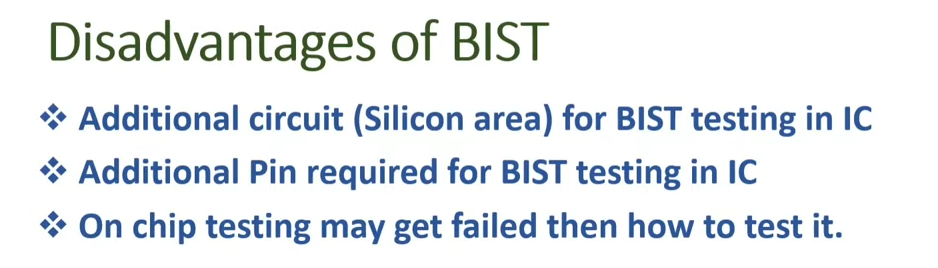 Disadvantages of BIST
❖ Additional circuit (Silicon area) for BIST testing in IC
❖ Additional Pin required for BIST testing in IC
❖ On chip testing may get failed then how to test it.